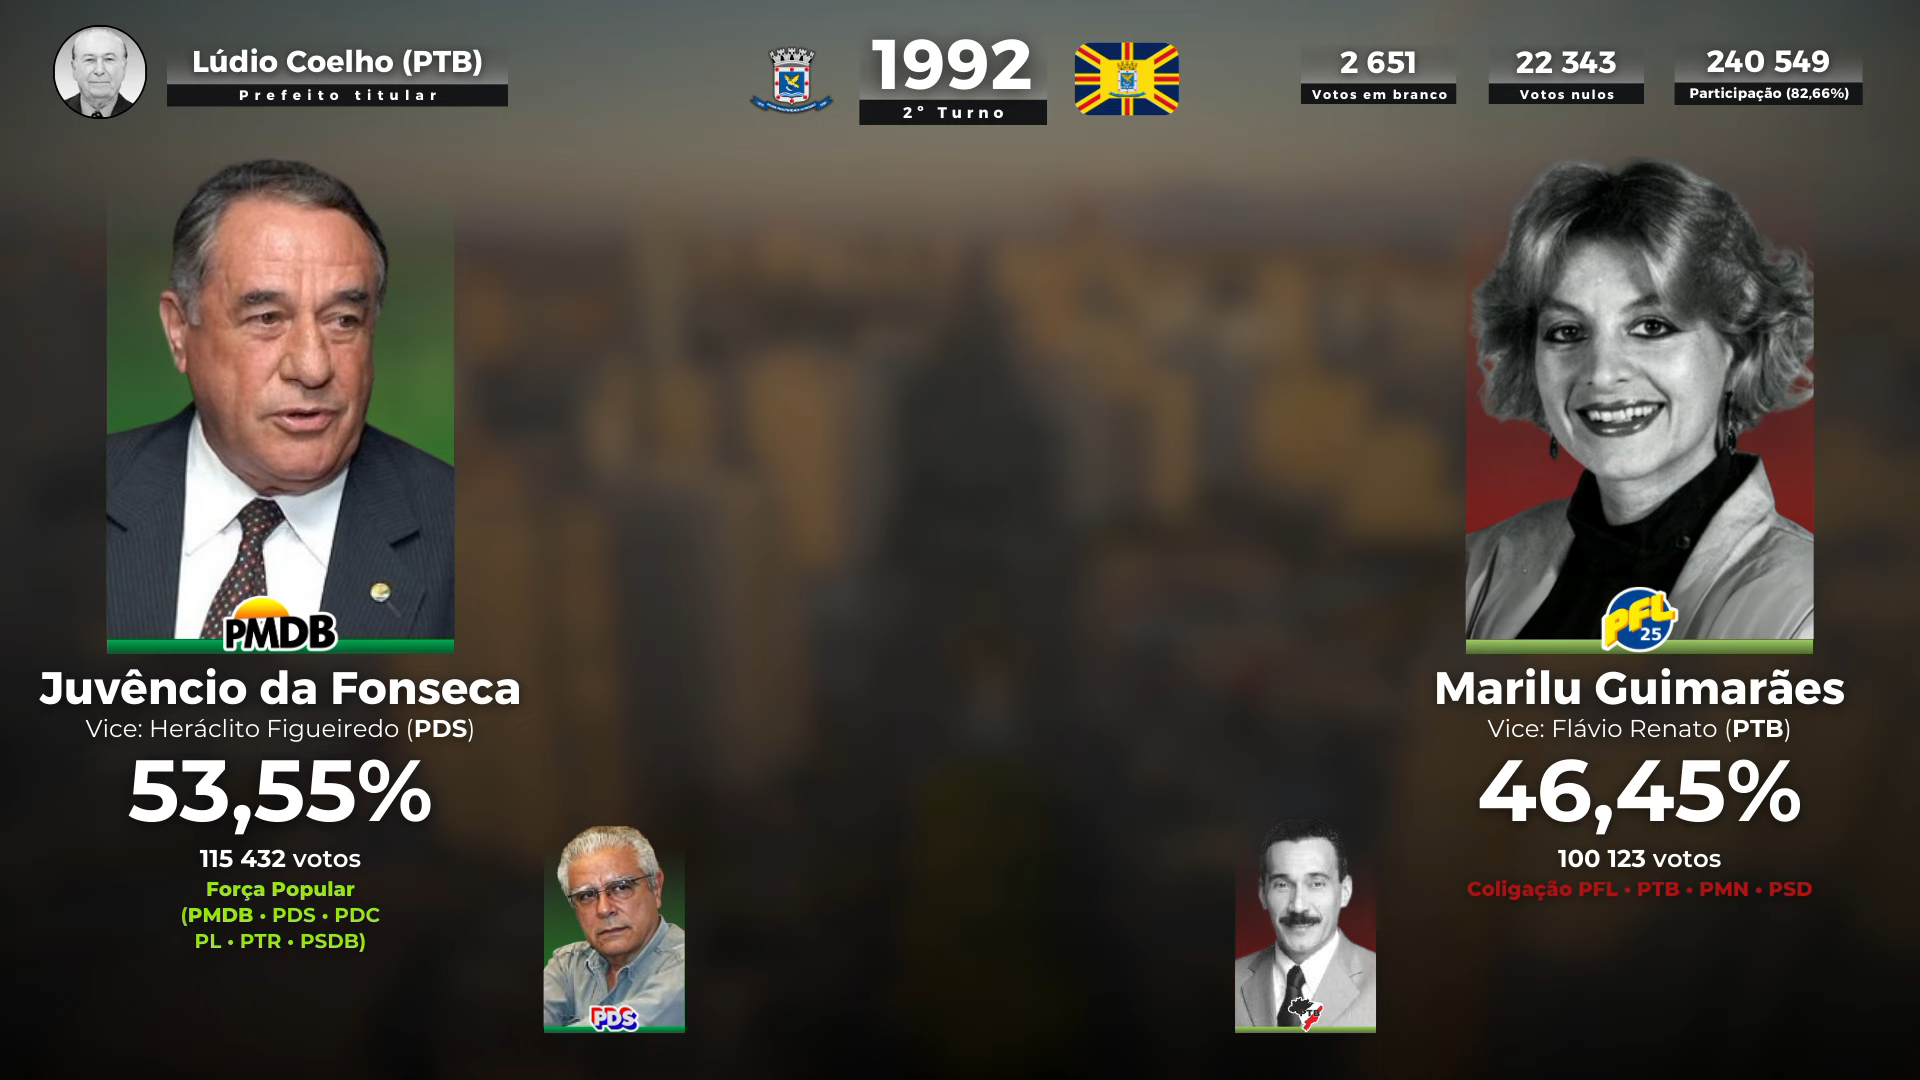 Lúdio Coelho (PTB)
Prefeito titular
1992
2º Turno
2 651
Votos em branco
22 343
Votos nulos
240 549
Participação (82,66%)
PMDB
Juvêncio da Fonseca
Vice: Heráclito Figueiredo (PDS)
53,55%
115 432 votos
Força Popular
(PMDB • PDS • PDC
PL • PTR • PSDB)
PDS
PTB
PFL
25
Marilu Guimarães
Vice: Flávio Renato (PTB)
46,45%
100 123 votos
Coligação PFL • PTB • PMN • PSD